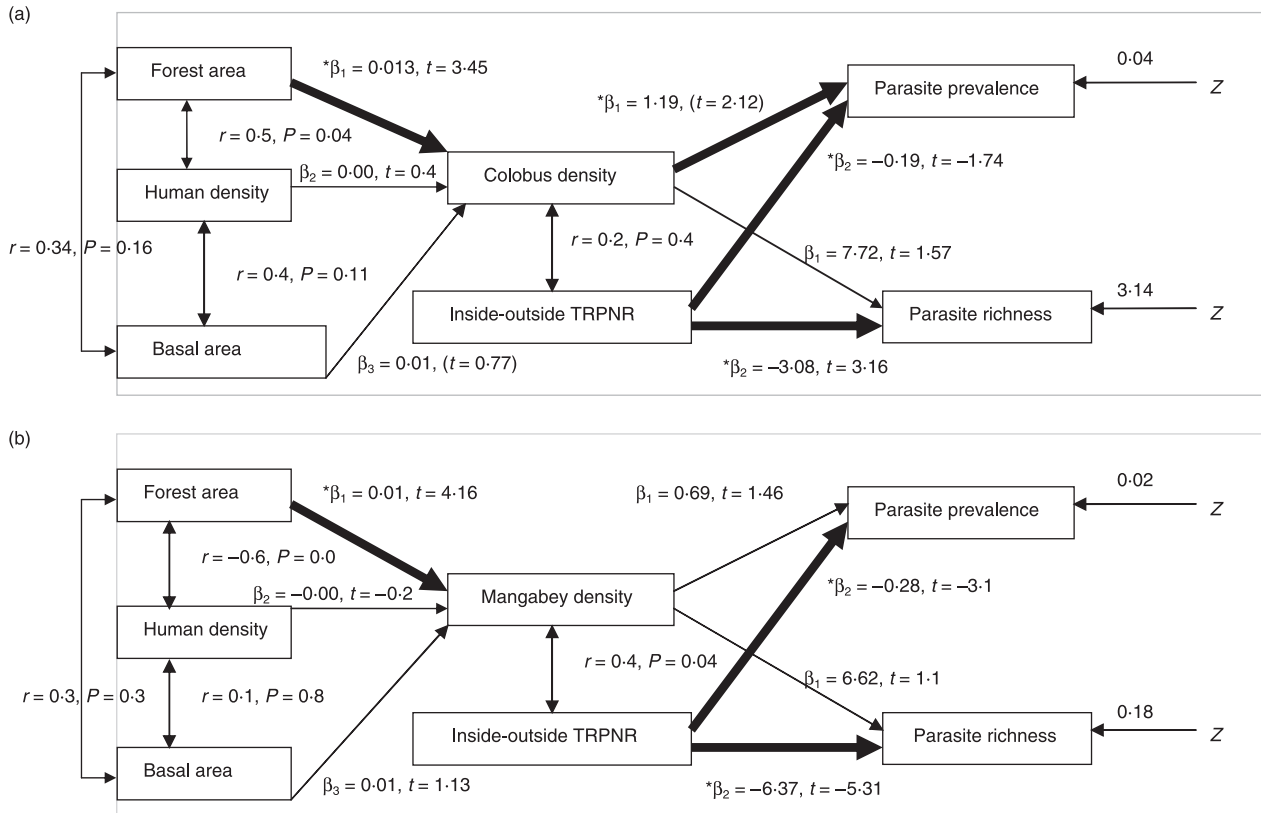 (a)
Forest area
*β₁ = 0·013, t = 3·45
Parasite prevalence
0·04
Z
*β₁ = 1·19, (t = 2·12)
r = 0·5, P = 0·04
*β₂ = −0·19, t = −1·74
Human density
β₂ = 0·00, t = 0·4
Colobus density
r = 0·34, P = 0·16
r = 0·2, P = 0·4
β₁ = 7·72, t = 1·57
r = 0·4, P = 0·11
Inside-outside TRPNR
Parasite richness
3·14
Z
Basal area
β₃ = 0·01, (t = 0·77)
*β₂ = −3·08, t = 3·16
(b)
Forest area
*β₁ = 0·01, t = 4·16
β₁ = 0·69, t = 1·46
Parasite prevalence
0·02
Z
r = −0·6, P = 0·0
*β₂ = −0·28, t = −3·1
β₂ = −0·00, t = −0·2
Mangabey density
Human density
r = 0·3, P = 0·3
r = 0·1, P = 0·8
r = 0·4, P = 0·04
β₁ = 6·62, t = 1·1
Inside-outside TRPNR
Parasite richness
0·18
Z
Basal area
β₃ = 0·01, t = 1·13
*β₂ = −6·37, t = −5·31